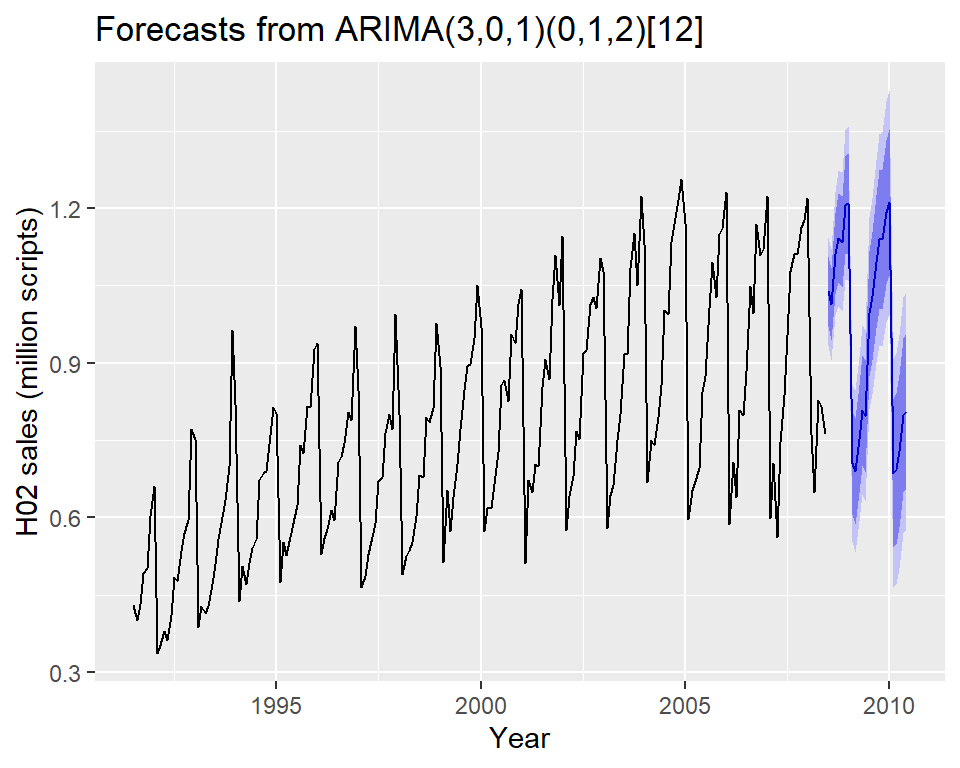 Forecasts from ARIMA(3,0,1)(0,1,2)[12]
H02 sales (million scripts)
1.2
0.9
0.6
0.3
1995 2000 2005 2010
Year